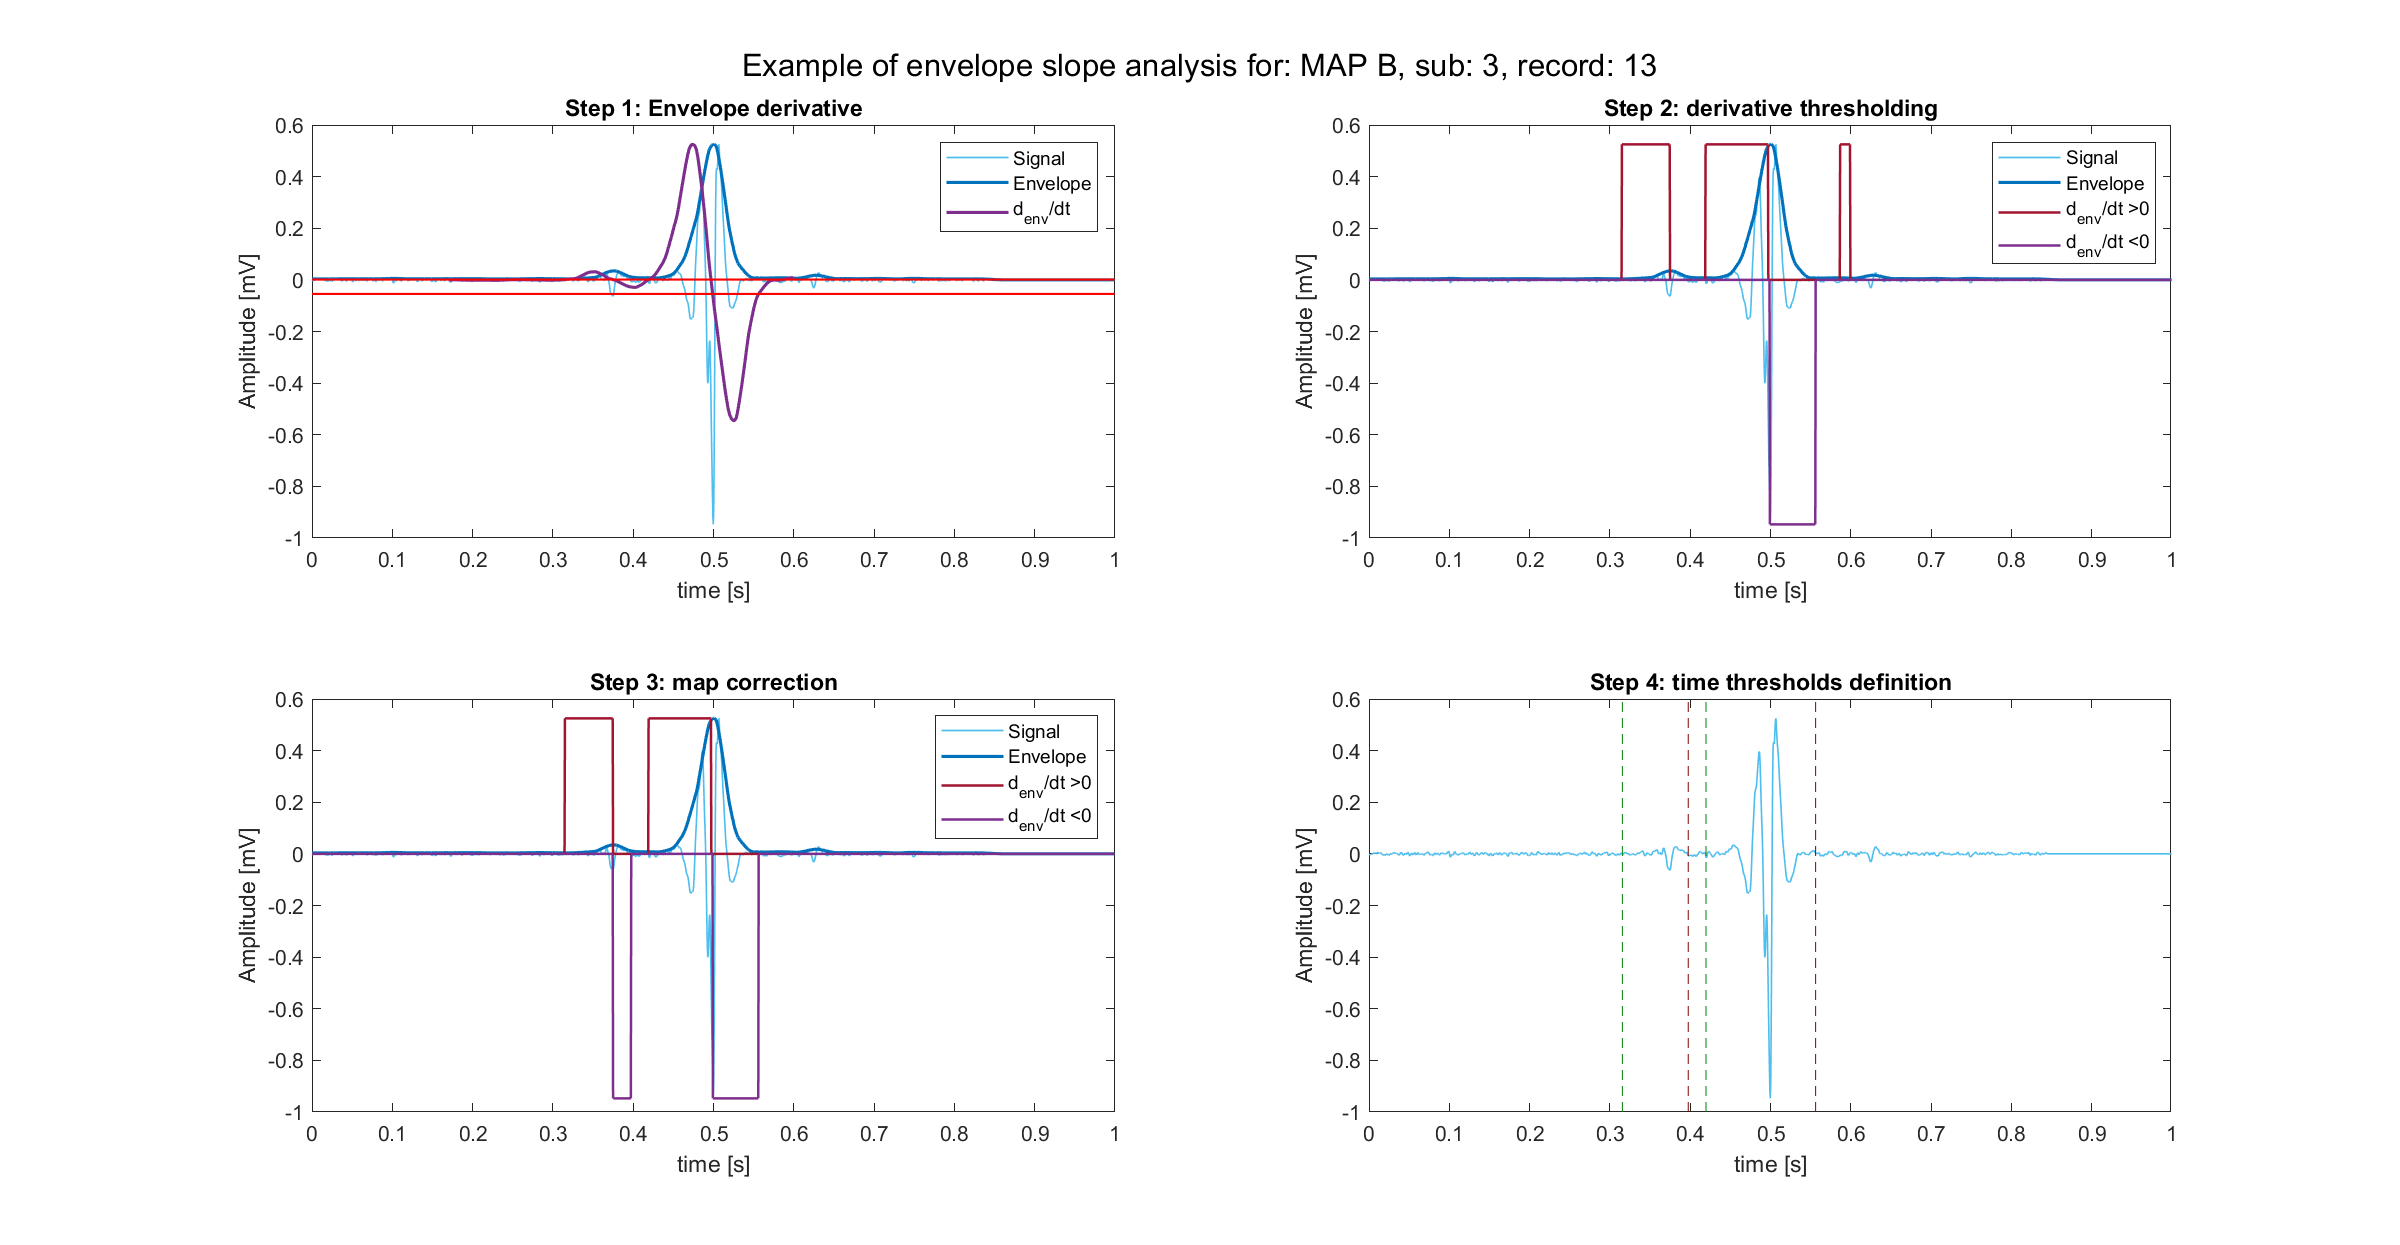 Example of envelope slope analysis for: MAP B, sub: 3, record: 13
Step 1: Envelope derivative
0.6
0.4
0.2
0
-0.2
-0.4
-0.6
-0.8
-1
Amplitude [mV]
0 0.1 0.2 0.3 0.4 0.5 0.6 0.7 0.8 0.9 1
time [s]
Signal
Envelope
d_env/dt
Step 2: derivative thresholding
0.6
0.4
0.2
0
-0.2
-0.4
-0.6
-0.8
-1
Amplitude [mV]
0 0.1 0.2 0.3 0.4 0.5 0.6 0.7 0.8 0.9 1
time [s]
Signal
Envelope
d_env/dt >0
d_env/dt <0
Step 3: map correction
0.6
0.4
0.2
0
-0.2
-0.4
-0.6
-0.8
-1
Amplitude [mV]
0 0.1 0.2 0.3 0.4 0.5 0.6 0.7 0.8 0.9 1
time [s]
Signal
Envelope
d_env/dt >0
d_env/dt <0
Step 4: time thresholds definition
0.6
0.4
0.2
0
-0.2
-0.4
-0.6
-0.8
-1
Amplitude [mV]
0 0.1 0.2 0.3 0.4 0.5 0.6 0.7 0.8 0.9 1
time [s]